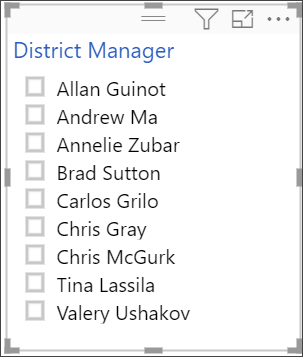 District Manager
Allan Guinot
Andrew Ma
Annelie Zubar
Brad Sutton
Carlos Grilo
Chris Gray
Chris McGurk
Tina Lassila
Valery Ushakov